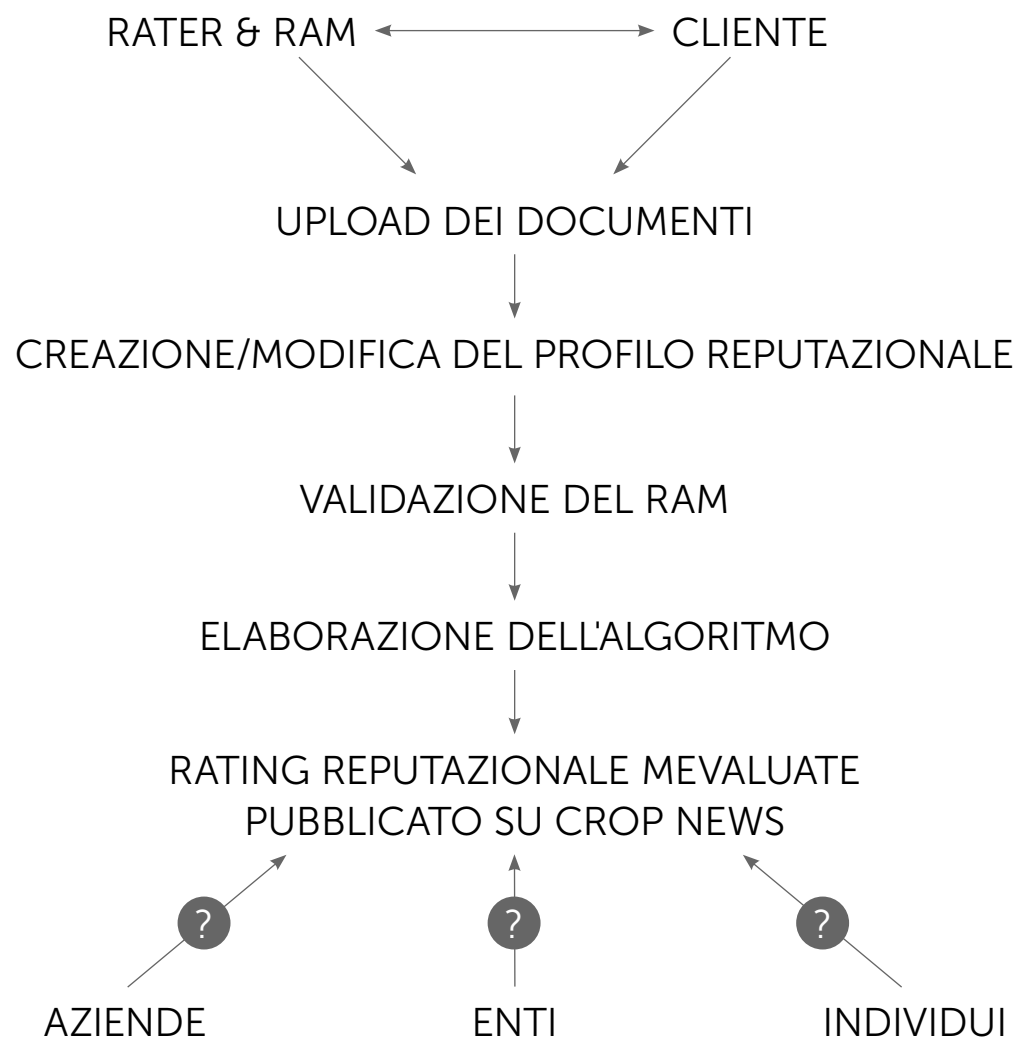 RATER & RAM
CLIENTE
UPLOAD DEI DOCUMENTI
CREAZIONE/MODIFICA DEL PROFILO REPUTAZIONALE
VALIDAZIONE DEL RAM
ELABORAZIONE DELL'ALGORITMO
RATING REPUTAZIONALE MEVALUATE
PUBBLICATO SU CROP NEWS
?
?
?
AZIENDE
ENTI
INDIVIDUI